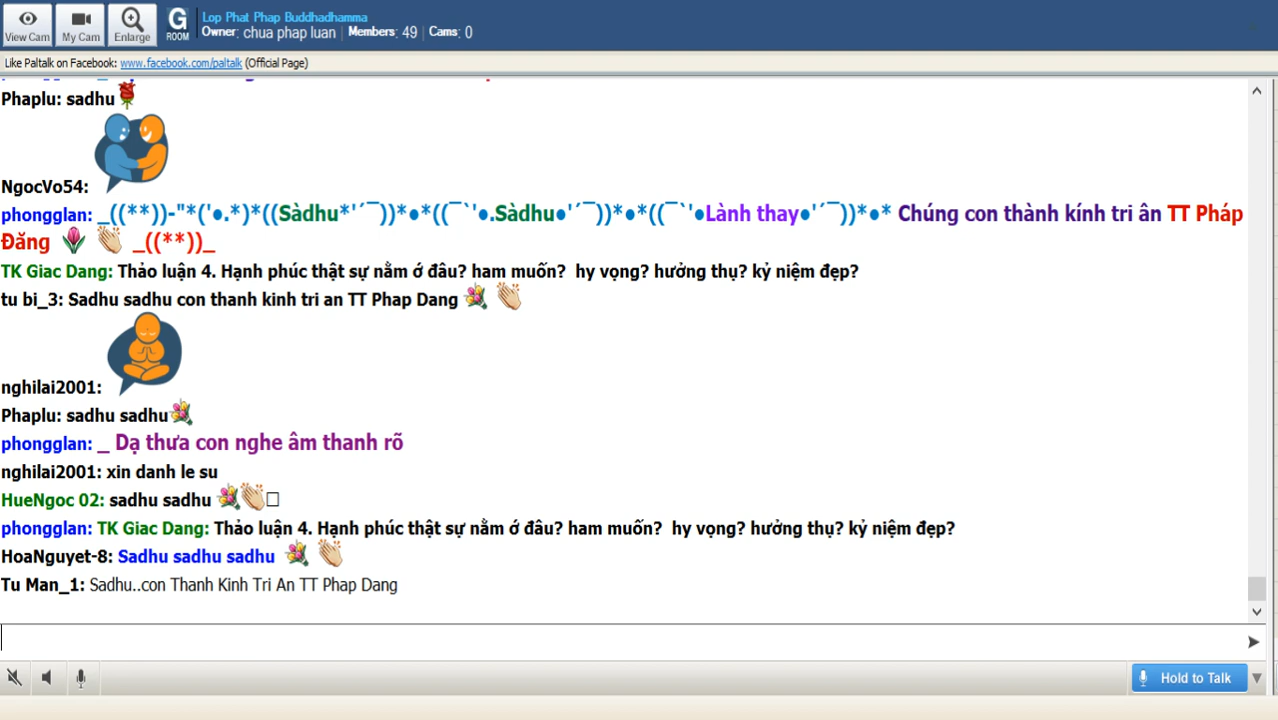 View Cam
My Cam
Enlarge
G
ROOM
Lop Phat Phap Buddhadhamma
Owner: chua phap luan | Members: 49 | Cams: 0
Like Paltalk on Facebook: www.facebook.com/paltalk (Official Page)
Phaplu: sadhu
NgocVo54:
phongglan: _((**))-"*('●.*)*((Sàdhu*'´¯))*●*((¯`'●.Sàdhu●'´¯))*●*((¯`'●Lành thay●'´¯))*●* Chúng con thành kính tri ân TT Pháp
Đăng _((**))_
TK Giac Dang: Thảo luận 4. Hạnh phúc thật sự nằm ớ đâu? ham muốn?  hy vọng? hưởng thụ? kỷ niệm đẹp?
tu bi_3: Sadhu sadhu con thanh kinh tri an TT Phap Dang
nghilai2001:
Phaplu: sadhu sadhu
phongglan: _ Dạ thưa con nghe âm thanh rõ
nghilai2001: xin danh le su
HueNgoc 02: sadhu sadhu
phongglan: TK Giac Dang: Thảo luận 4. Hạnh phúc thật sự nằm ớ đâu? ham muốn?  hy vọng? hưởng thụ? kỷ niệm đẹp?
HoaNguyet-8: Sadhu sadhu sadhu
Tu Man_1: Sadhu..con Thanh Kinh Tri An TT Phap Dang
Hold to Talk